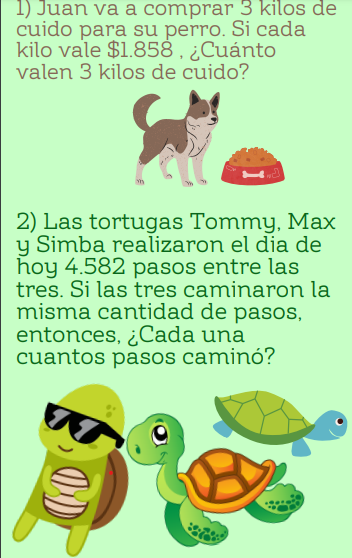 1) Juan va a comprar 3 kilos de
cuido para su perro. Si cada
kilo vale $1.858 , ¿Cuánto
valen 3 kilos de cuido?
2) Las tortugas Tommy, Max
y Simba realizaron el dia de
hoy 4.582 pasos entre las
tres. Si las tres caminaron la
misma cantidad de pasos,
entonces, ¿Cada una
cuantos pasos caminó?